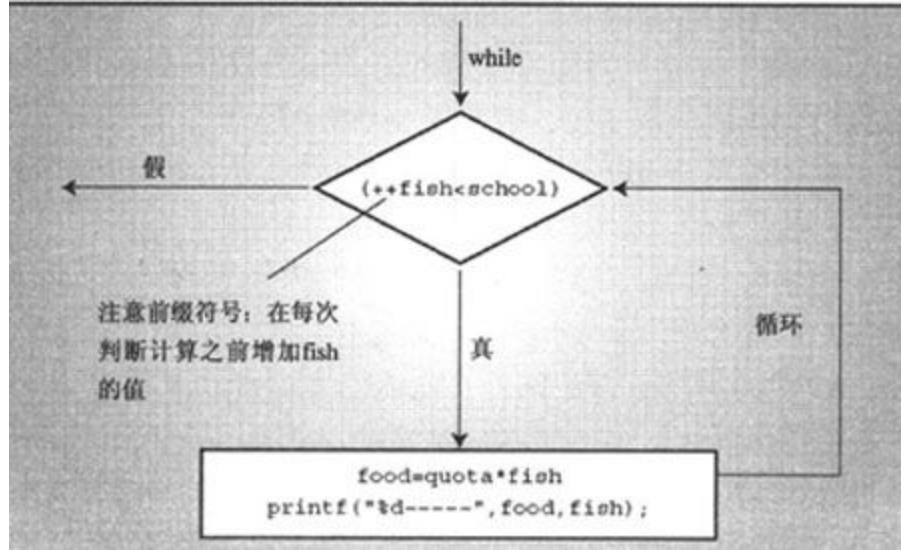 while
假
(++fish<school)
注意前缀符号：在每次
判断计算之前增加fish
的值
真
循环
food=quota*fish
printf("%d-----",food,fish);